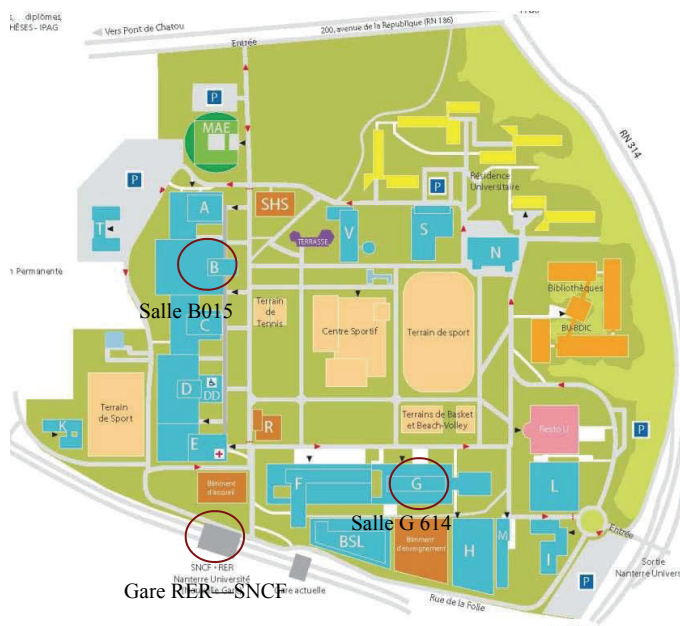 , diplômes
HÈSES - IPAG
Vers Pont de Chatou
200, avenue de la République (RN 186)
Entrée
P
MAE
P
RN 314
Résidence
Universitaire
P
A
SHS
T
TERRASSE
V
S
N
n Permanente
B
Salle B015
Bibliothèques
BU-BDIC
Terrain
de
Tennis
Centre Sportif
Terrain de sport
C
D
DD
Terrain
de Sport
K
R
Terrains de Basket
et Beach-Volley
Resto U
P
E
F
G
L
Bâtiment
d'accueil
Salle G 614
BSL
Bâtiment
d'enseignement
H
M
I
Entrée
Sortie
Nanterre Univers
P
SNCF • RER
Nanterre Université
Gare RER—SNCF
Gare actuelle
Rue de la Folie